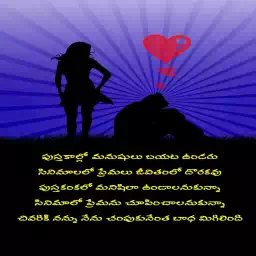 పుస్తకాల్లో మనుషులు బయట ఉండరు
సినిమాలలో ప్రేమలు జీవితంలో దొరకవు
పుస్తకంకలో మనిషిలా ఉండాలనుకున్నా
సినిమాలో ప్రేమను చూపించాలనుకున్నా
చివరికి నన్ను నేను చంపుకునేంత బాధ మిగిలింది